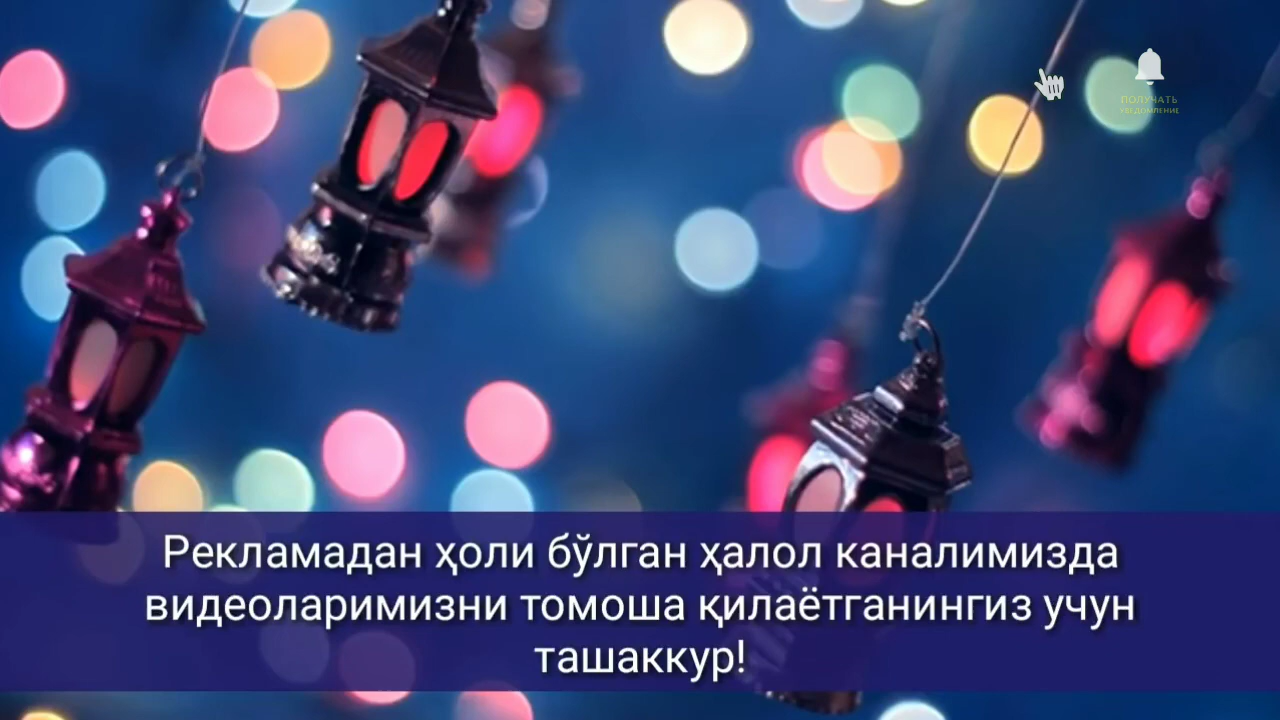 ПОЛУЧАТЬ
УВЕДОМЛЕНИЕ
Рекламадан ҳоли бўлган ҳалол каналимизда
видеоларимизни томоша қилаётганингиз учун
ташаккур!